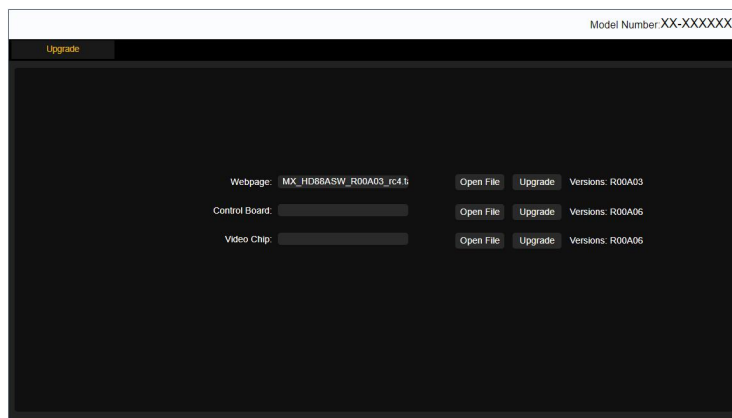 Model Number:XX-XXXXXX
Upgrade
Webpage: MX_HD88ASW_R00A03_rc4.ta Open File Upgrade Versions: R00A03
Control Board: Open File Upgrade Versions: R00A06
Video Chip: Open File Upgrade Versions: R00A06